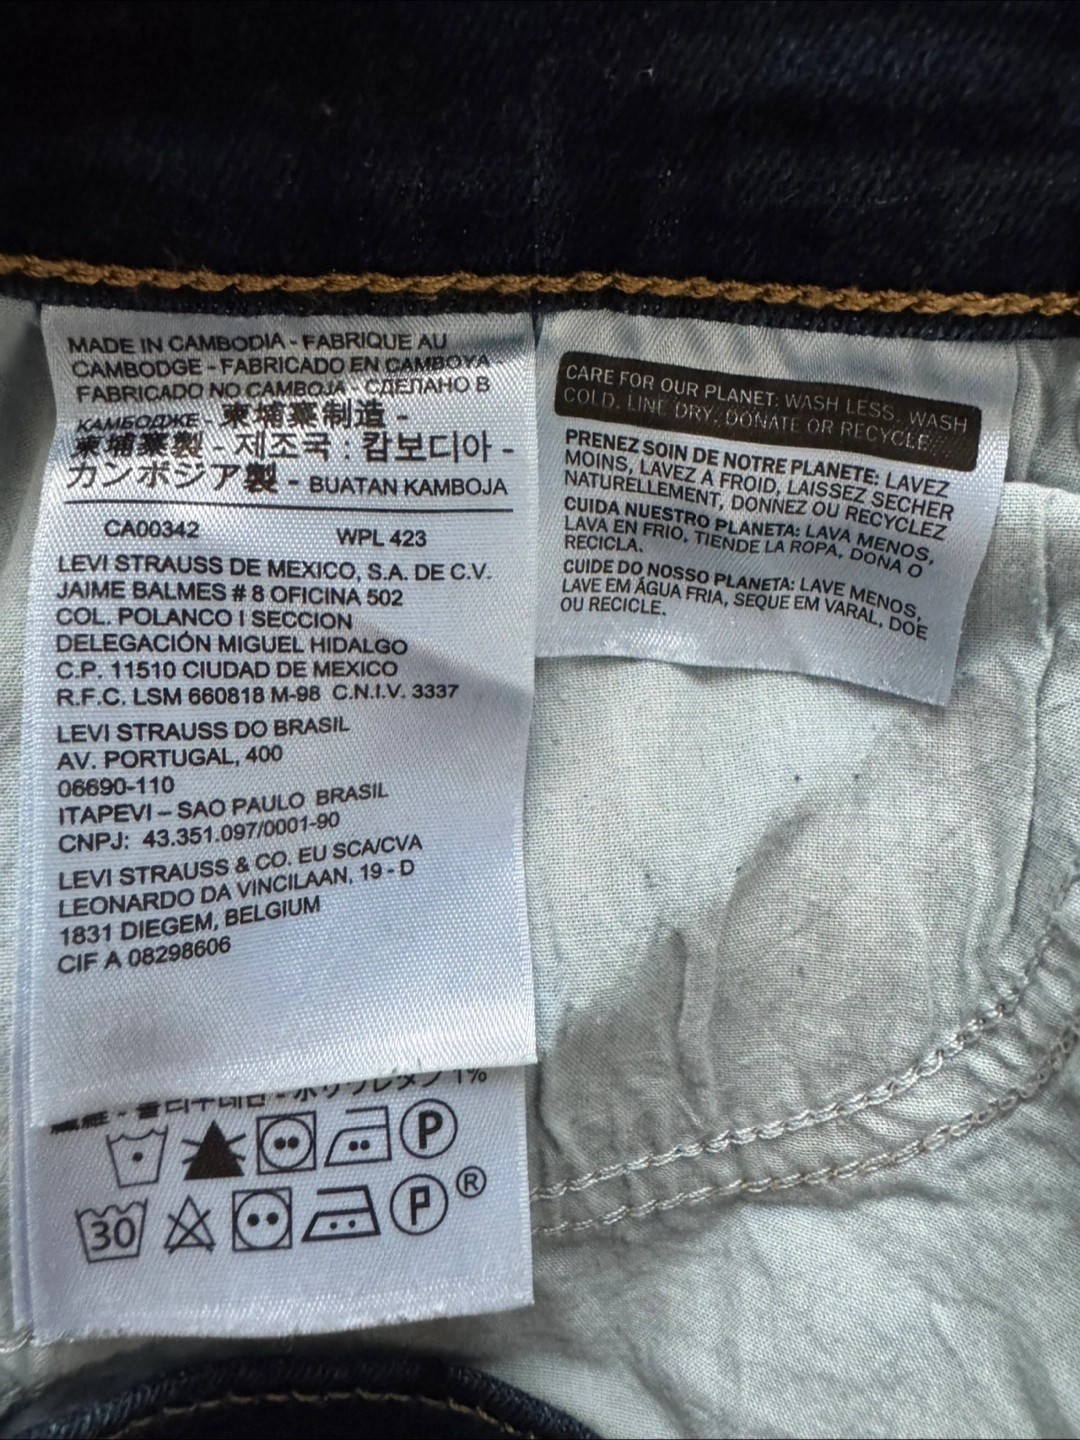 MADE IN CAMBODIA - FABRIQUE AU
CAMBODGE - FABRICADO EN CAMBOYA
FABRICADO NO CAMBOJA - СДЕЛАНО В
КАМБОДЖЕ - 柬埔寨制造 -
柬埔寨製 - 제조국 : 캄보디아 -
カンボジア製 - BUATAN KAMBOJA
CA00342 WPL 423
LEVI STRAUSS DE MEXICO, S.A. DE C.V.
JAIME BALMES # 8 OFICINA 502
COL. POLANCO I SECCION
DELEGACIÓN MIGUEL HIDALGO
C.P. 11510 CIUDAD DE MEXICO
R.F.C. LSM 660818 M-98 C.N.I.V. 3337
LEVI STRAUSS DO BRASIL
AV. PORTUGAL, 400
06690-110
ITAPEVI – SAO PAULO BRASIL
CNPJ: 43.351.097/0001-90
LEVI STRAUSS & CO. EU SCA/CVA
LEONARDO DA VINCILAAN, 19 - D
1831 DIEGEM, BELGIUM
CIF A 08298606
ポリウレタン 1%
P
30 P ®
CARE FOR OUR PLANET: WASH LESS, WASH
COLD, LINE DRY, DONATE OR RECYCLE.
PRENEZ SOIN DE NOTRE PLANETE: LAVEZ
MOINS, LAVEZ A FROID, LAISSEZ SECHER
NATURELLEMENT, DONNEZ OU RECYCLEZ
CUIDA NUESTRO PLANETA: LAVA MENOS,
LAVA EN FRIO, TIENDE LA ROPA, DONA O
RECICLA.
CUIDE DO NOSSO PLANETA: LAVE MENOS,
LAVE EM ÁGUA FRIA, SEQUE EM VARAL, DOE
OU RECICLE.